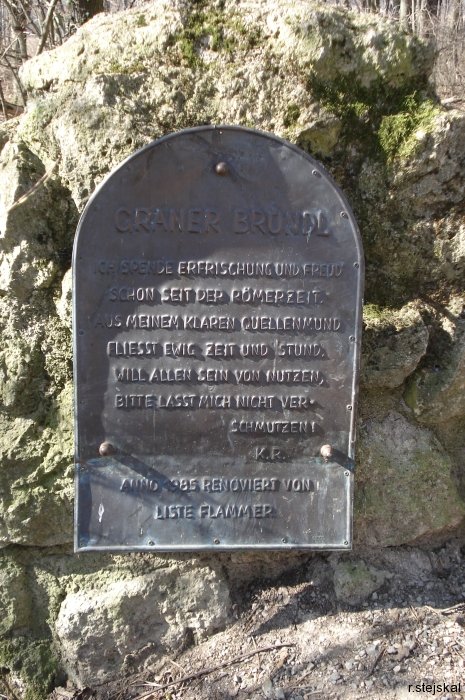 GRANER BRÜNDL
ICH SPENDE ERFRISCHUNG UND FREUD
SCHON SEIT DER RÖMERZEIT.
AUS MEINEM KLAREN QUELLENMUND
FLIESST EWIG ZEIT UND STUND.
WILL ALLEN SEIN VON NUTZEN,
BITTE LASST MICH NICHT VER-
SCHMUTZEN!
K.R.
ANNO 1985 RENOVIERT VON
LISTE FLAMMER
r.stejskal